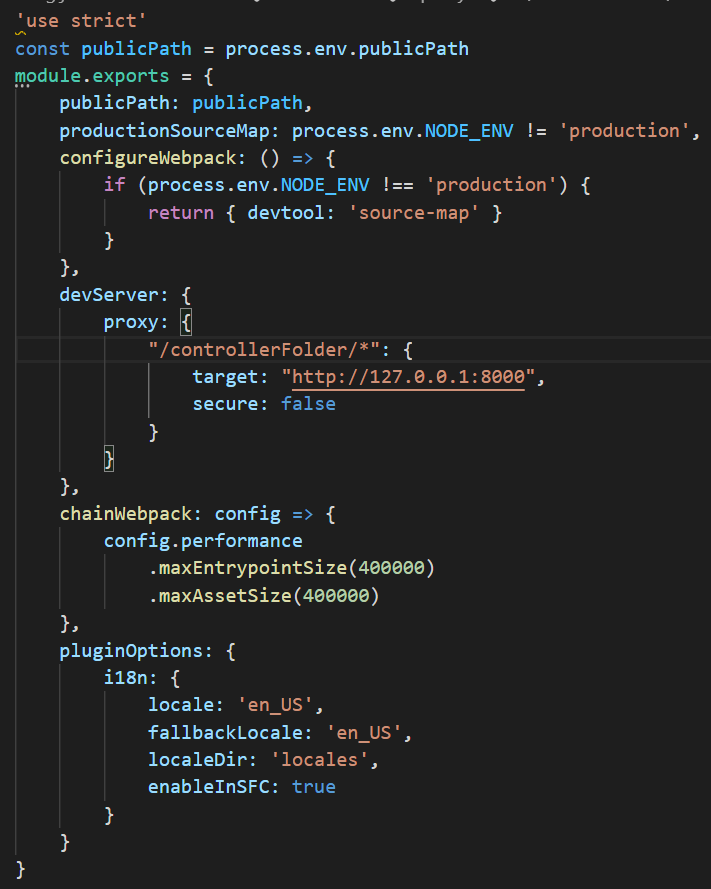 'use strict'
const publicPath = process.env.publicPath
module.exports = {
    publicPath: publicPath,
    productionSourceMap: process.env.NODE_ENV != 'production',
    configureWebpack: () => {
        if (process.env.NODE_ENV !== 'production') {
            return { devtool: 'source-map' }
        }
    },
    devServer: {
        proxy: {
            "/controllerFolder/*": {
                target: "http://127.0.0.1:8000",
                secure: false
            }
        }
    },
    chainWebpack: config => {
        config.performance
            .maxEntrypointSize(400000)
            .maxAssetSize(400000)
    },
    pluginOptions: {
        i18n: {
            locale: 'en_US',
            fallbackLocale: 'en_US',
            localeDir: 'locales',
            enableInSFC: true
        }
    }
}